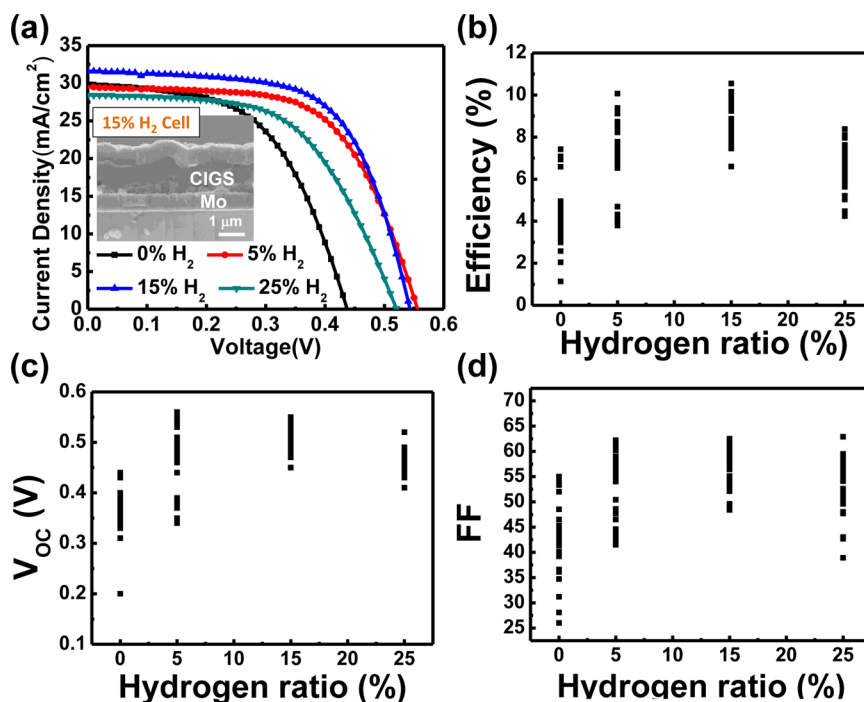 (a)
35
30
25
20
15
10
5
0
Current Density(mA/cm²)
15% H₂ Cell
CIGS
Mo
1 μm
0% H₂ 5% H₂
15% H₂ 25% H₂
0.0 0.1 0.2 0.3 0.4 0.5 0.6
Voltage(V)
(b)
12
10
8
6
4
2
0
Efficiency (%)
0 5 10 15 20 25
Hydrogen ratio (%)
(c)
0.6
0.5
0.4
0.3
0.2
0.1
V_OC (V)
0 5 10 15 20 25
Hydrogen ratio (%)
(d)
70
65
60
55
50
45
40
35
30
25
FF
0 5 10 15 20 25
Hydrogen ratio (%)